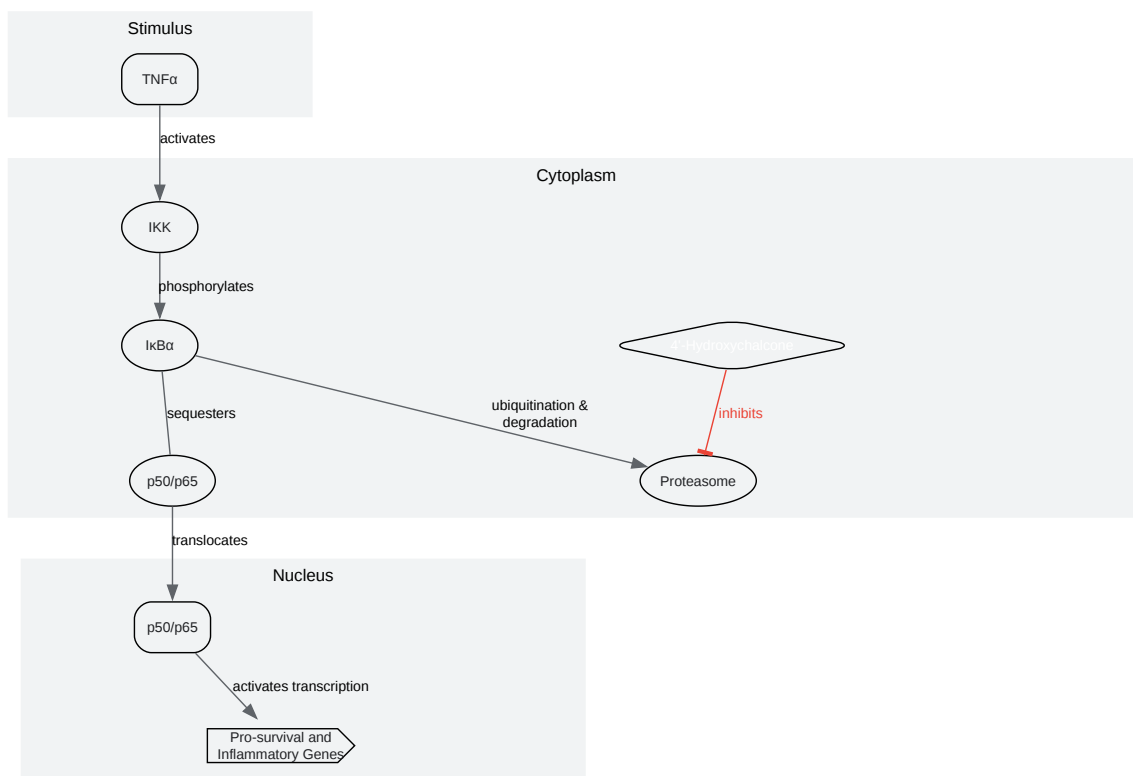 Stimulus
TNFα
activates
Cytoplasm
IKK
phosphorylates
IκBα
4'-Hydroxychalcone
sequesters
ubiquitination &
degradation
inhibits
p50/p65
Proteasome
translocates
Nucleus
p50/p65
activates transcription
Pro-survival and
Inflammatory Genes